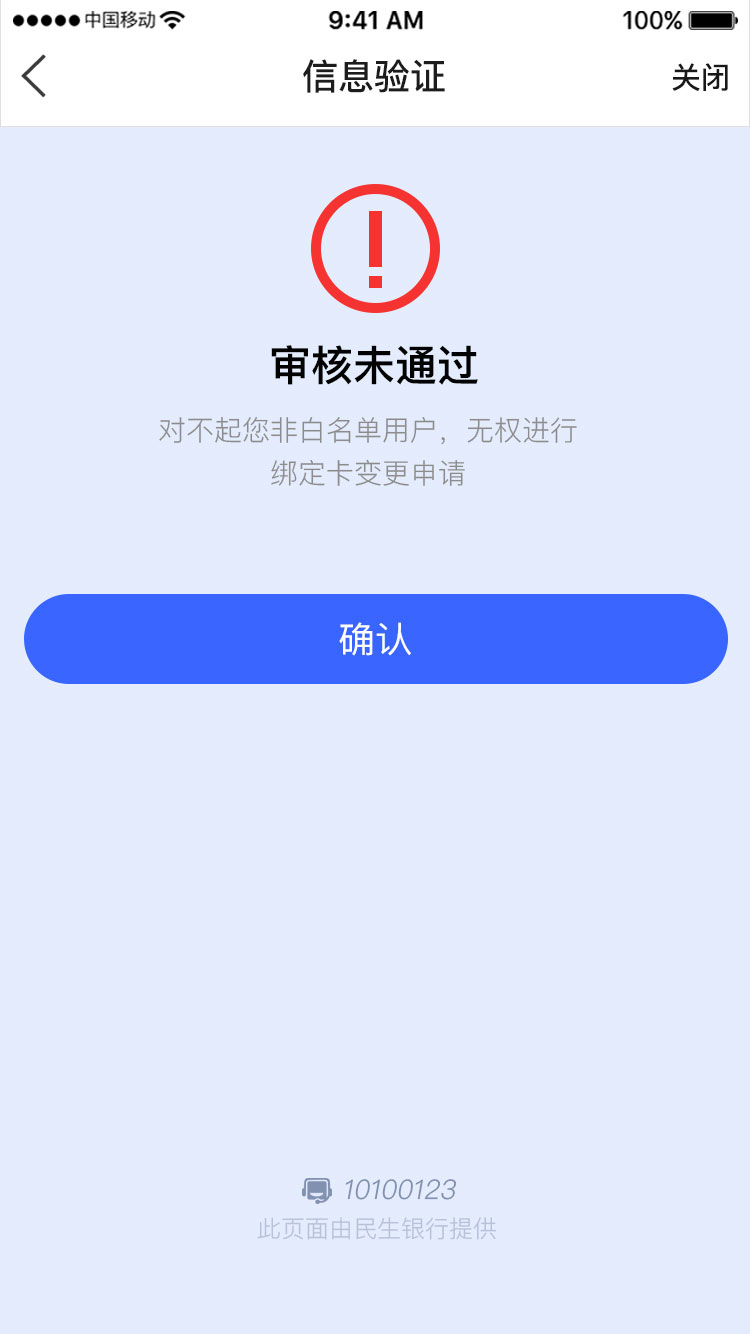 中国移动 9:41 AM 100%
信息验证 关闭
审核未通过
对不起您非白名单用户，无权进行
绑定卡变更申请
确认
10100123
此页面由民生银行提供